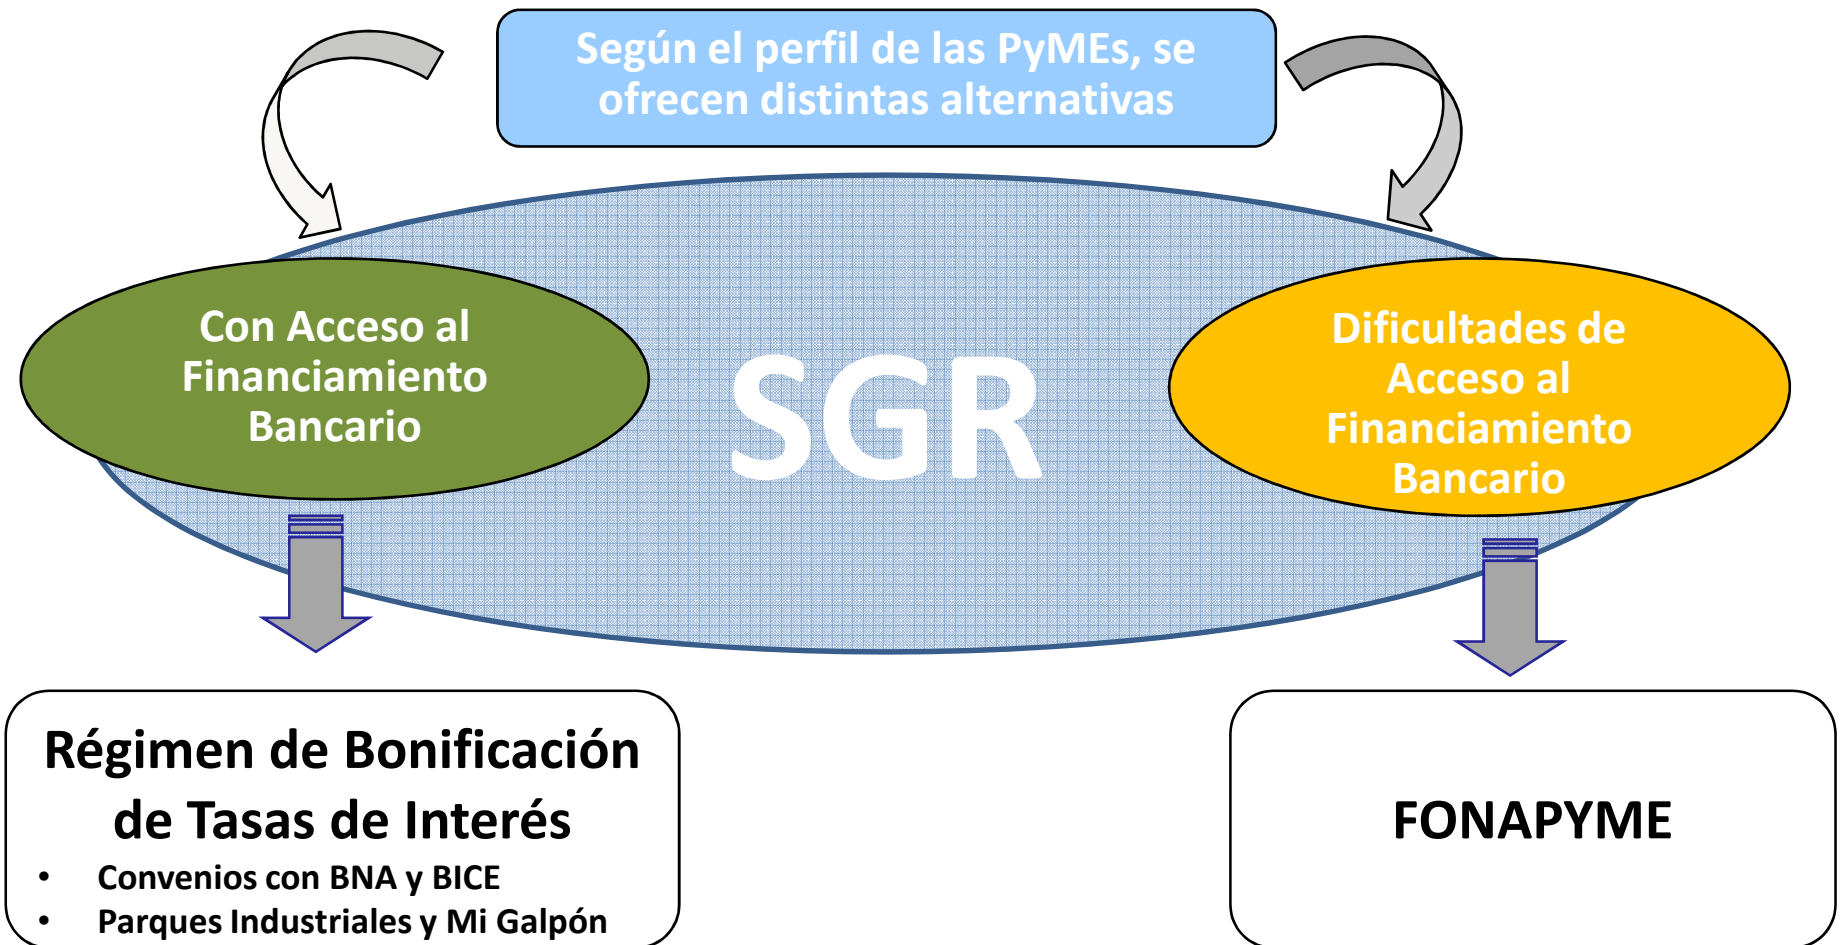 Según el perfil de las PyMEs, se
ofrecen distintas alternativas
Con Acceso al
Financiamiento
Bancario
SGR
Dificultades de
Acceso al
Financiamiento
Bancario
Régimen de Bonificación
de Tasas de Interés
• Convenios con BNA y BICE
• Parques Industriales y Mi Galpón
FONAPYME